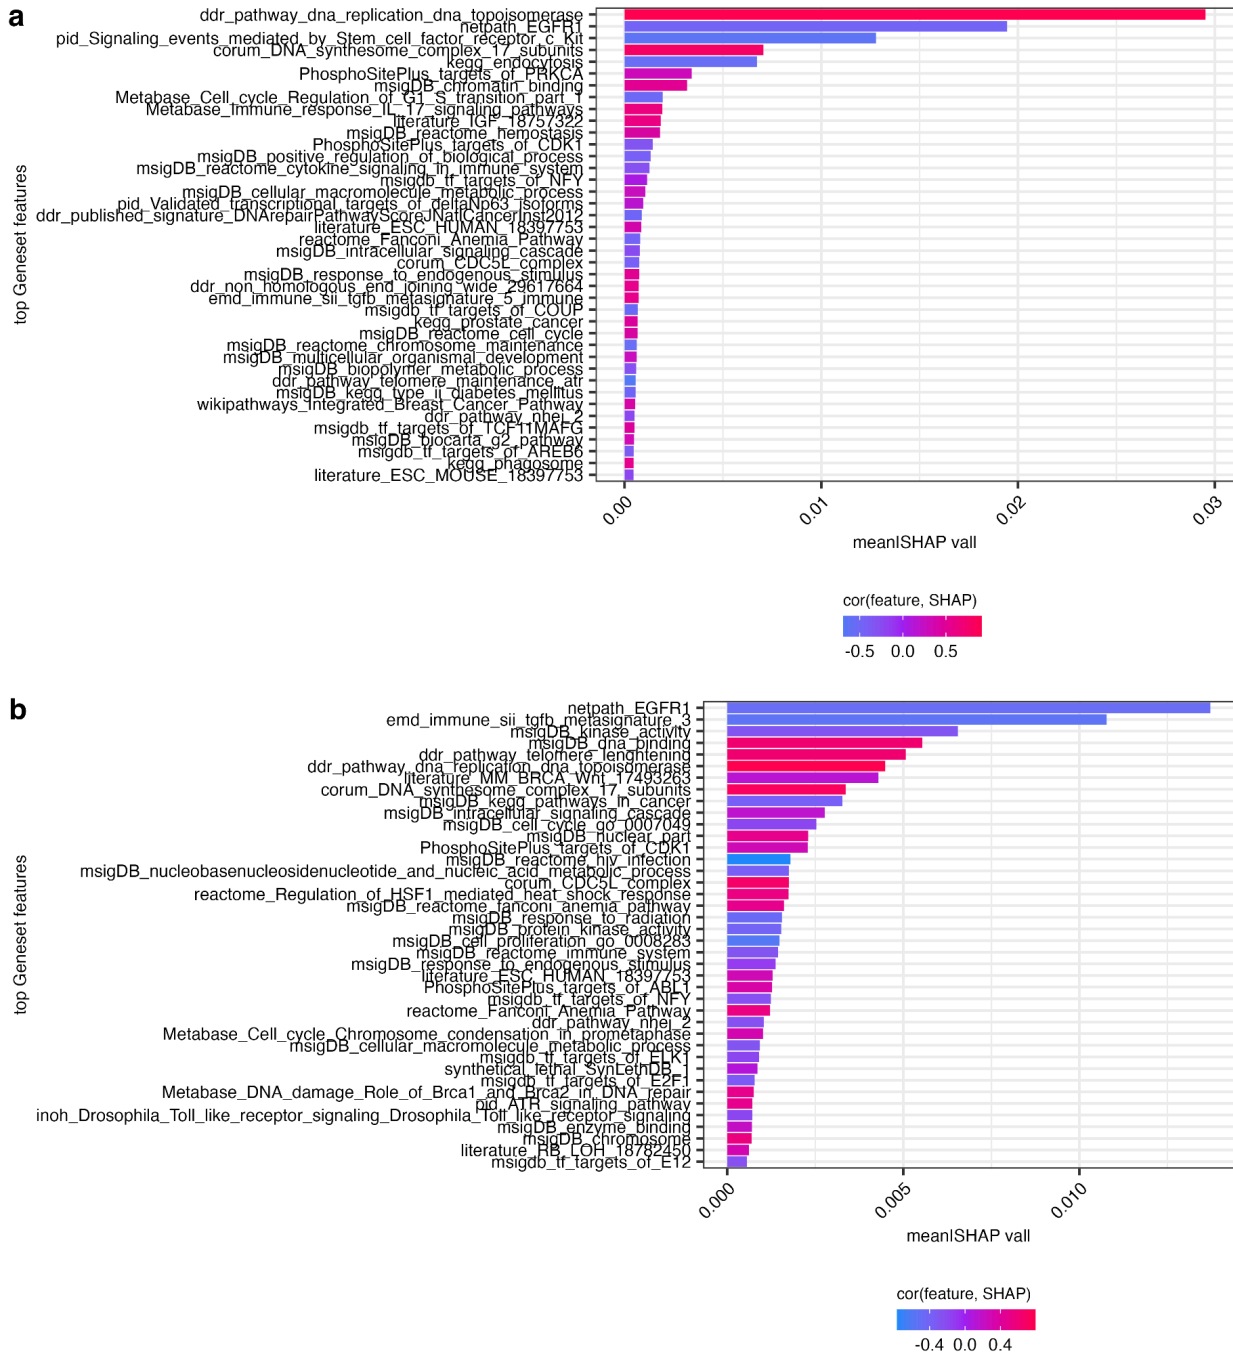 a
top Geneset features
ddr_pathway_dna_replication_dna_topoisomerase
netpath_EGFR1
pid_Signaling_events_mediated_by_Stem_cell_factor_receptor_c_Kit
corum_DNA_synthesome_complex_17_subunits
kegg_endocytosis
PhosphoSitePlus_targets_of_PRKCA
msigDB_chromatin_binding
Metabase_Cell_cycle_Regulation_of_G1_S_transition_part_1
Metabase_Immune_response_IL_17_signaling_pathways
literature_IGF_18757322
msigDB_reactome_hemostasis
PhosphoSitePlus_targets_of_CDK1
msigDB_positive_regulation_of_biological_process
msigDB_reactome_cytokine_signaling_in_immune_system
msigdb_tf_targets_of_NFY
msigDB_cellular_macromolecule_metabolic_process
pid_Validated_transcriptional_targets_of_deltaNp63_isoforms
ddr_published_signature_DNArepairPathwayScoreJNatlCancerInst2012
literature_ESC_HUMAN_18397753
reactome_Fanconi_Anemia_Pathway
msigDB_intracellular_signaling_cascade
corum_CDC5L_complex
msigDB_response_to_endogenous_stimulus
ddr_non_homologous_end_joining_wide_29617664
emd_immune_sii_tgfb_metasignature_5_immune
msigdb_tf_targets_of_COUP
kegg_prostate_cancer
msigDB_reactome_cell_cycle
msigDB_reactome_chromosome_maintenance
msigDB_multicellular_organismal_development
msigDB_biopolymer_metabolic_process
ddr_pathway_telomere_maintenance_atr
msigDB_kegg_type_ii_diabetes_mellitus
wikipathways_Integrated_Breast_Cancer_Pathway
ddr_pathway_nhej_2
msigdb_tf_targets_of_TCF11MAFG
msigDB_biocarta_g2_pathway
msigdb_tf_targets_of_AREB6
kegg_phagosome
literature_ESC_MOUSE_18397753
0.00 0.01 0.02 0.03
mean|SHAP val|
cor(feature, SHAP)
-0.5 0.0 0.5
b
top Geneset features
netpath_EGFR1
emd_immune_sii_tgfb_metasignature_3
msigDB_kinase_activity
msigDB_dna_binding
ddr_pathway_telomere_lenghtening
ddr_pathway_dna_replication_dna_topoisomerase
literature_MM_BRCA_Wnt_17493263
corum_DNA_synthesome_complex_17_subunits
msigDB_kegg_pathways_in_cancer
msigDB_intracellular_signaling_cascade
msigDB_cell_cycle_go_0007049
msigDB_nuclear_part
PhosphoSitePlus_targets_of_CDK1
msigDB_reactome_hiv_infection
msigDB_nucleobasenucleosidenucleotide_and_nucleic_acid_metabolic_process
corum_CDC5L_complex
reactome_Regulation_of_HSF1_mediated_heat_shock_response
msigDB_reactome_fanconi_anemia_pathway
msigDB_response_to_radiation
msigDB_protein_kinase_activity
msigDB_cell_proliferation_go_0008283
msigDB_reactome_immune_system
msigDB_response_to_endogenous_stimulus
literature_ESC_HUMAN_18397753
PhosphoSitePlus_targets_of_ABL1
msigdb_tf_targets_of_NFY
reactome_Fanconi_Anemia_Pathway
ddr_pathway_nhej_2
Metabase_Cell_cycle_Chromosome_condensation_in_prometaphase
msigDB_cellular_macromolecule_metabolic_process
msigdb_tf_targets_of_ELK1
synthetical_lethal_SynLethDB_1
msigdb_tf_targets_of_E2F1
Metabase_DNA_damage_Role_of_Brca1_and_Brca2_in_DNA_repair
pid_ATR_signaling_pathway
inoh_Drosophila_Toll_like_receptor_signaling_Drosophila_Toll_like_receptor_signaling
msigDB_enzyme_binding
msigDB_chromosome
literature_RB_LOH_18782450
msigdb_tf_targets_of_E12
0.000 0.005 0.010
mean|SHAP val|
cor(feature, SHAP)
-0.4 0.0 0.4